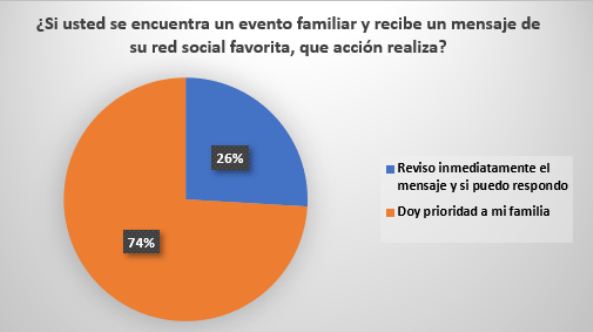 ¿Si usted se encuentra un evento familiar y recibe un mensaje de
su red social favorita, que acción realiza?
26%
74%
Reviso inmediatamente el
mensaje y si puedo respondo
Doy prioridad a mi familia